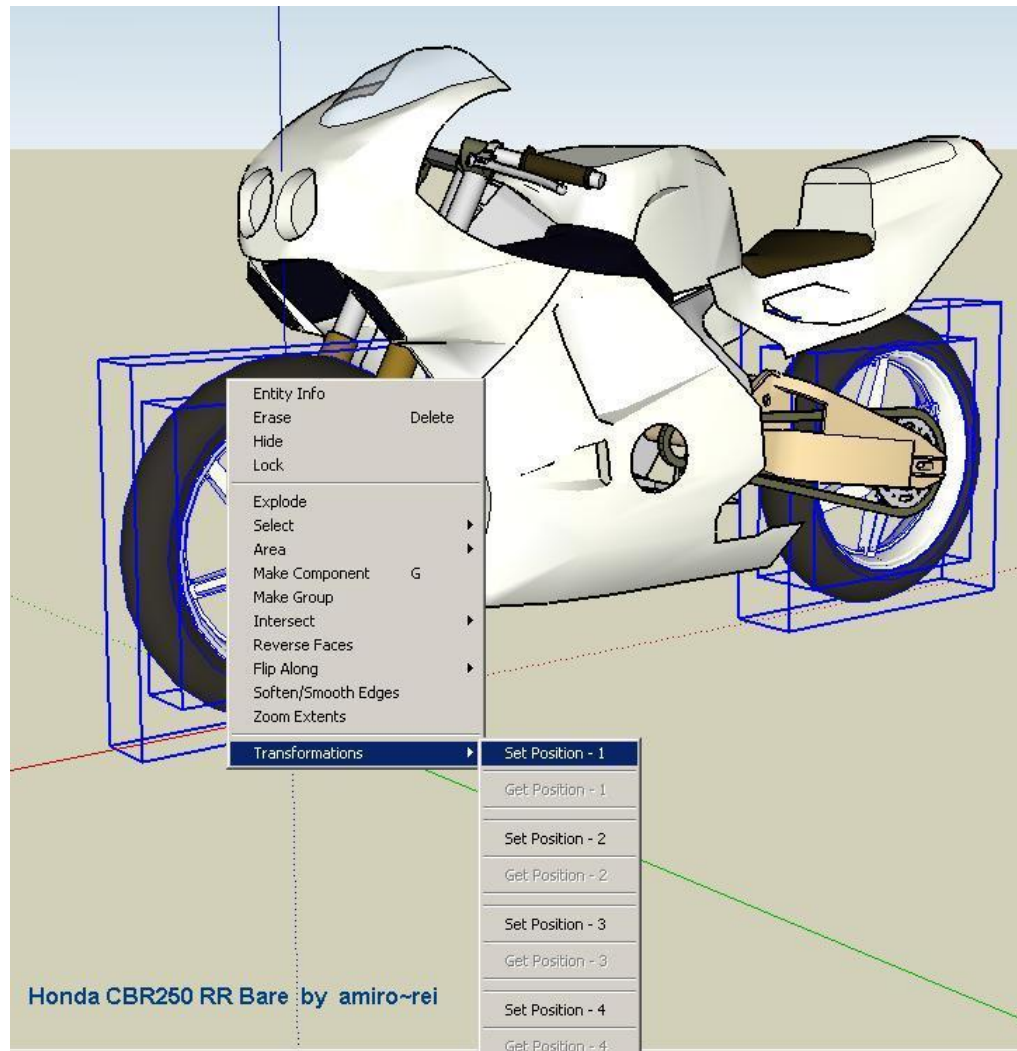 Entity Info
Erase Delete
Hide
Lock
Explode
Select
Area
Make Component G
Make Group
Intersect
Reverse Faces
Flip Along
Soften/Smooth Edges
Zoom Extents
Transformations
Set Position - 1
Get Position - 1
Set Position - 2
Get Position - 2
Set Position - 3
Get Position - 3
Set Position - 4
Get Position - 4
Honda CBR250 RR Bare by amiro~rei